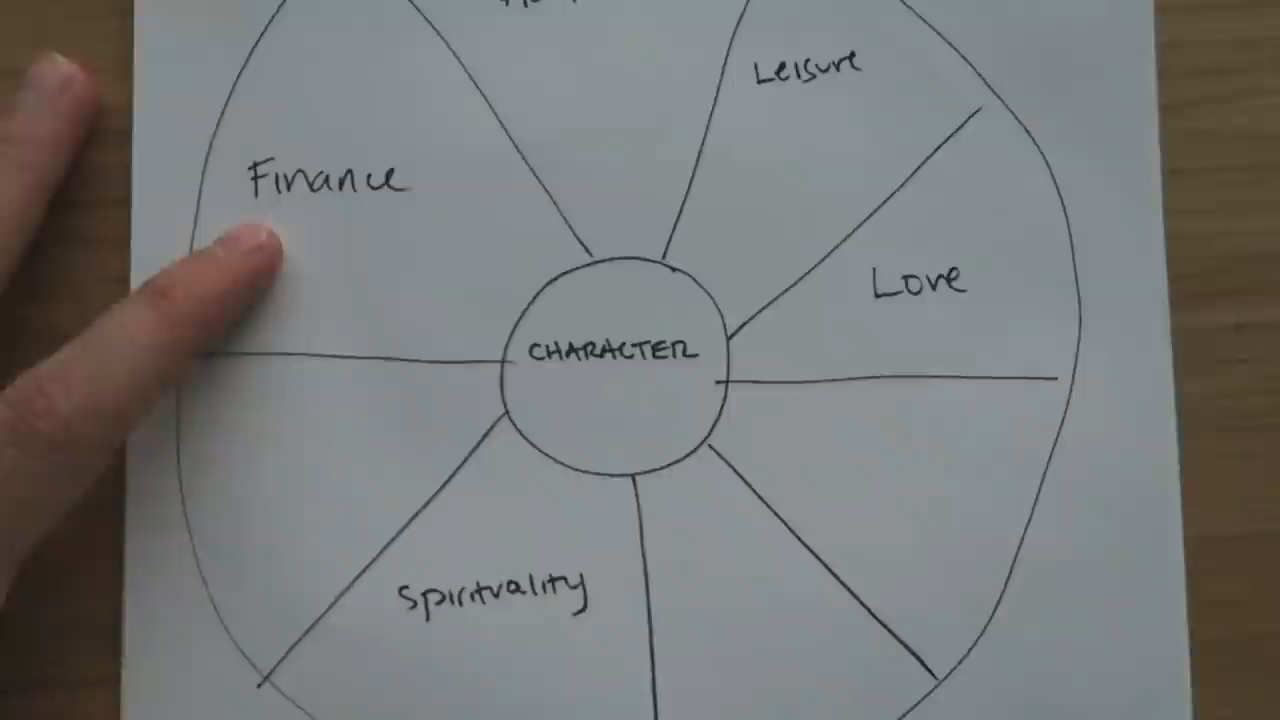 Leisure
Finance
Love
CHARACTER
Spirituality